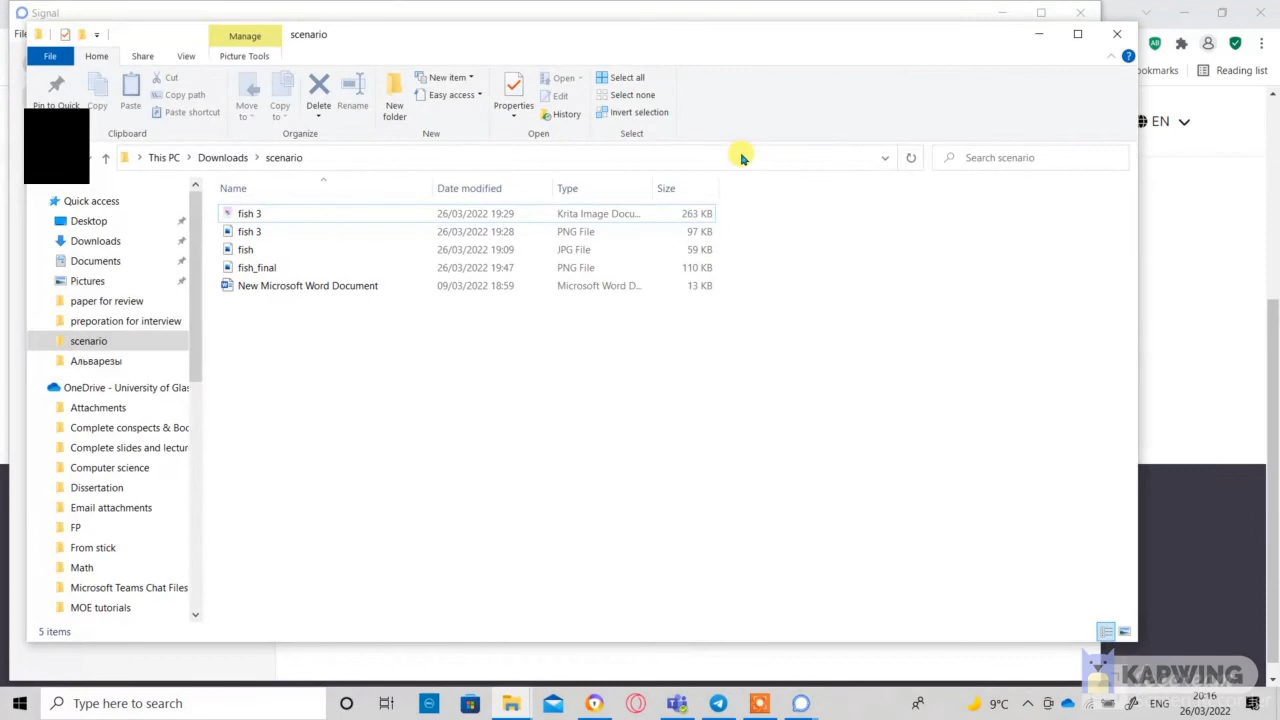 Signal
File
Manage
scenario
File
Home
Share
View
Picture Tools
Pin to Quick
Copy
Paste
Cut
Copy path
Paste shortcut
Move to
Copy to
Delete
Rename
New folder
New item
Easy access
Properties
Open
Edit
History
Select all
Select none
Invert selection
Clipboard
Organize
New
Open
Select
This PC
Downloads
scenario
Search scenario
Name
Date modified
Type
Size
fish 3 26/03/2022 19:29 Krita Image Docu... 263 KB
fish 3 26/03/2022 19:28 PNG File 97 KB
fish 26/03/2022 19:09 JPG File 59 KB
fish_final 26/03/2022 19:47 PNG File 110 KB
New Microsoft Word Document 09/03/2022 18:59 Microsoft Word D... 13 KB
Quick access
Desktop
Downloads
Documents
Pictures
paper for review
preporation for interview
scenario
Альварезы
OneDrive - University of Glas
Attachments
Complete conspects & Boo
Complete slides and lectur
Computer science
Dissertation
Email attachments
FP
From stick
Math
Microsoft Teams Chat Files
MOE tutorials
5 items
ookmarks
Reading list
EN
KAPWING
Type here to search
9°C
ENG
20:16
26/03/2022